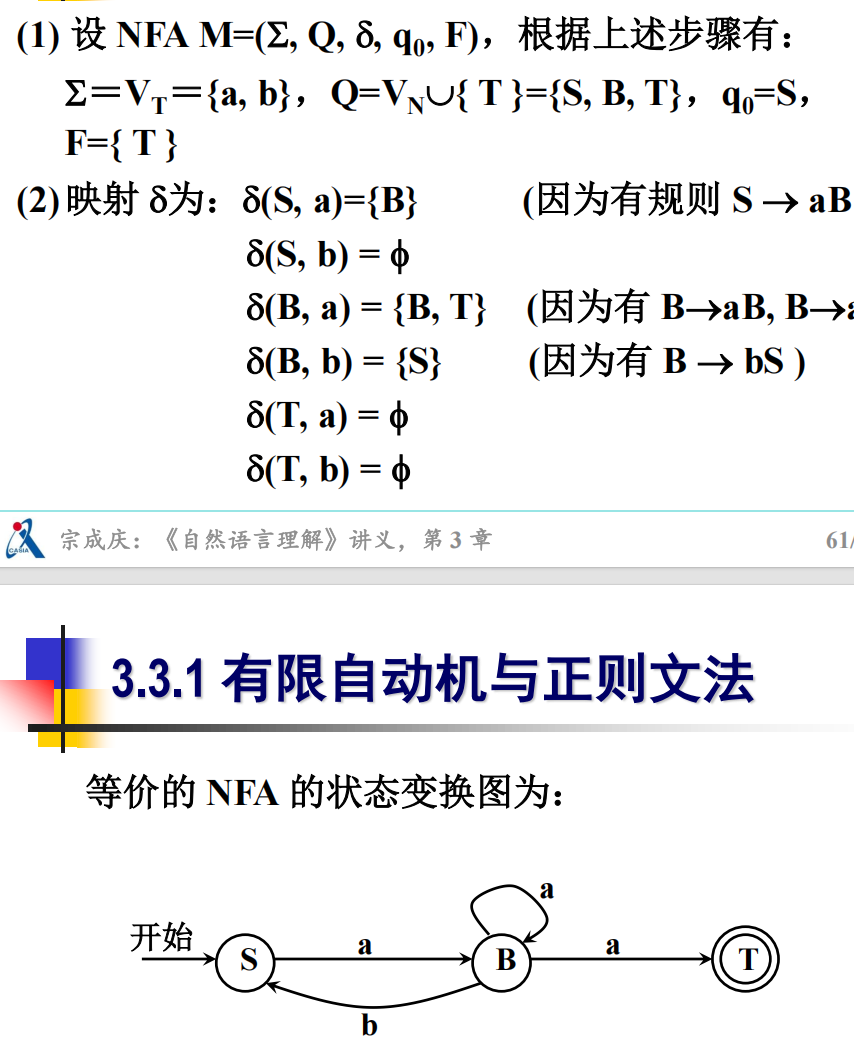 (1) 设 NFA M=(Σ, Q, δ, q₀, F)，根据上述步骤有：
Σ＝V_T＝{a, b}，Q=V_N∪{ T }={S, B, T}，q₀=S，
F={ T }
(2) 映射 δ为：δ(S, a)={B} (因为有规则 S → aB
δ(S, b) = ϕ
δ(B, a) = {B, T} (因为有 B→aB, B→
δ(B, b) = {S} (因为有 B → bS )
δ(T, a) = ϕ
δ(T, b) = ϕ
CASIA 宗成庆：《自然语言理解》讲义，第 3 章 61/
3.3.1 有限自动机与正则文法
等价的 NFA 的状态变换图为：
a
开始 S a B a T
b